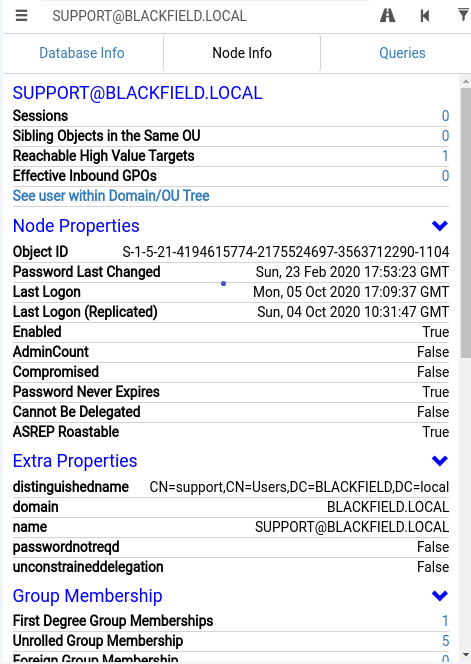 SUPPORT@BLACKFIELD.LOCAL
Database Info Node Info Queries
SUPPORT@BLACKFIELD.LOCAL
Sessions 0
Sibling Objects in the Same OU 0
Reachable High Value Targets 1
Effective Inbound GPOs 0
See user within Domain/OU Tree
Node Properties
Object ID S-1-5-21-4194615774-2175524697-3563712290-1104
Password Last Changed Sun, 23 Feb 2020 17:53:23 GMT
Last Logon Mon, 05 Oct 2020 17:09:37 GMT
Last Logon (Replicated) Sun, 04 Oct 2020 10:31:47 GMT
Enabled True
AdminCount False
Compromised False
Password Never Expires True
Cannot Be Delegated False
ASREP Roastable True
Extra Properties
distinguishedname CN=support,CN=Users,DC=BLACKFIELD,DC=local
domain BLACKFIELD.LOCAL
name SUPPORT@BLACKFIELD.LOCAL
passwordnotreqd False
unconstraineddelegation False
Group Membership
First Degree Group Memberships 1
Unrolled Group Membership 5
Foreign Group Membership 0